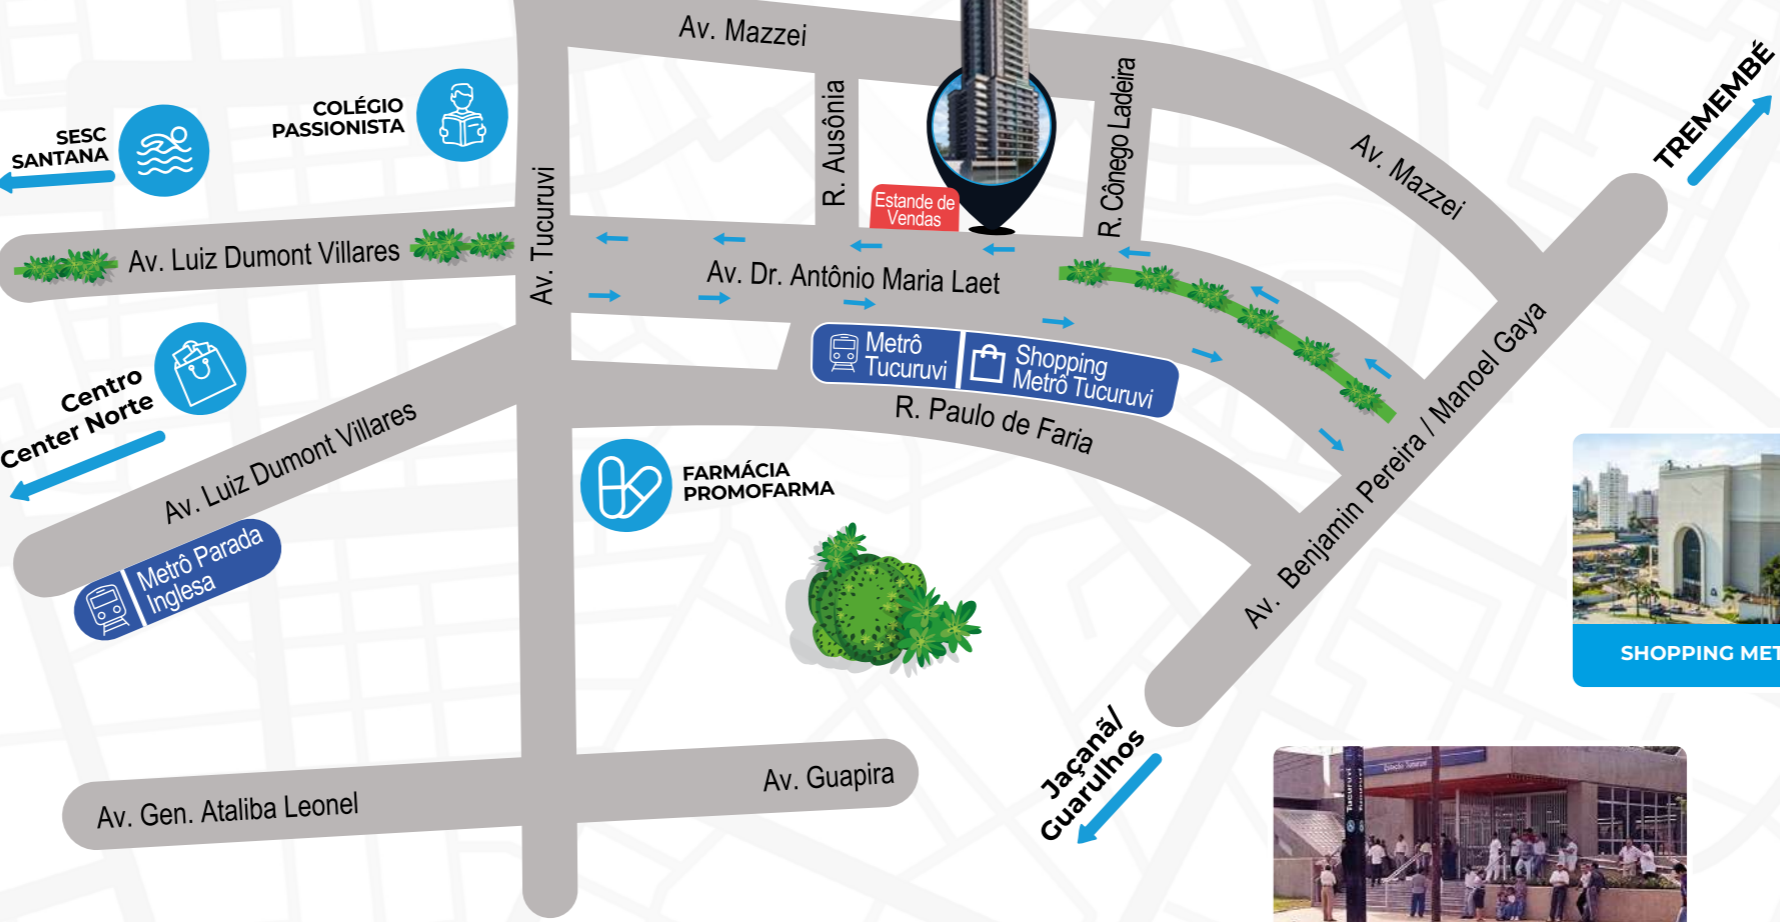 Av. Mazzei
TREMEMBÉ
COLÉGIO
PASSIONISTA
SESC
SANTANA
R. Ausônia
R. Cônego Ladeira
Av. Mazzei
Estande de
Vendas
Av. Tucuruvi
Av. Luiz Dumont Villares
Av. Dr. Antônio Maria Laet
Metrô
Tucuruvi
Shopping
Metrô Tucuruvi
Centro
Center Norte
Av. Luiz Dumont Villares
R. Paulo de Faria
Av. Benjamin Pereira / Manoel Gaya
FARMÁCIA
PROMOFARMA
Metrô Parada
Inglesa
SHOPPING MET
Jaçanã/
Guarulhos
Av. Guapira
Av. Gen. Ataliba Leonel
Estação Tucuruvi
Tucuruvi